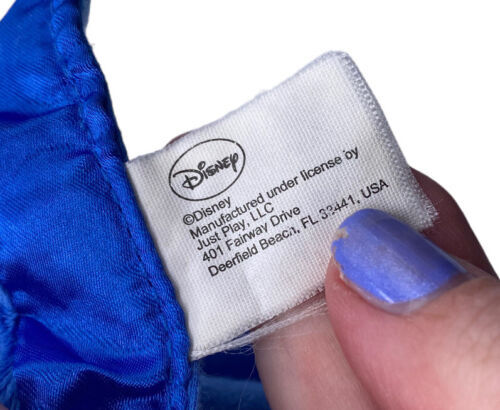 Disney
©Disney
Manufactured under license by
Just Play, LLC
401 Fairway Drive
Deerfield Beach, FL 33441, USA